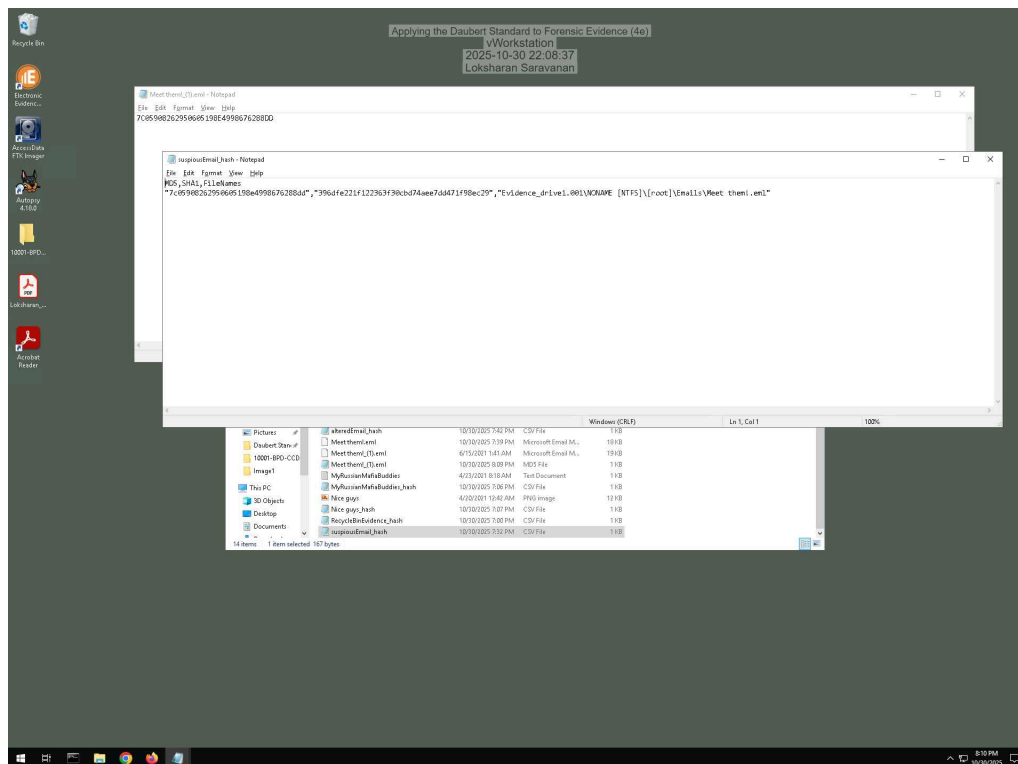 Applying the Daubert Standard to Forensic Evidence (4e)
vWorkstation
2025-10-30 22:08:37
Loksharan Saravanan
Recycle Bin
Electronic
Evidenc...
AccessData
FTK Imager
Autopsy
4.18.0
10001-BPD...
Loksharan_...
Acrobat
Reader
Meet them!_(1).eml - Notepad
File Edit Format View Help
7C05908262950605198E4998676288DD
suspiousEmail_hash - Notepad
File Edit Format View Help
MD5,SHA1,FileNames
"7c05908262950605198e4998676288dd","396dfe221f122363f30cbd74aee7dd471f98ec29","Evidence_drive1.001\NONAME [NTFS]\[root]\Emails\Meet them!.eml"
Windows (CRLF) Ln 1, Col 1 100%
Pictures
Daubert Stan
10001-BPD-CCD
Image1
This PC
3D Objects
Desktop
Documents
alteredEmail_hash 10/30/2025 7:42 PM CSV File 1 KB
Meet them!.eml 10/30/2025 7:39 PM Microsoft Email M... 18 KB
Meet them!_(1).eml 6/15/2021 1:41 AM Microsoft Email M... 19 KB
Meet them!_(1).eml 10/30/2025 8:09 PM MD5 File 1 KB
MyRussianMafiaBuddies 4/23/2021 8:18 AM Text Document 1 KB
MyRussianMafiaBuddies_hash 10/30/2025 7:06 PM CSV File 1 KB
Nice guys 4/20/2021 12:42 AM PNG image 12 KB
Nice guys_hash 10/30/2025 7:07 PM CSV File 1 KB
RecycleBinEvidence_hash 10/30/2025 7:00 PM CSV File 1 KB
suspiousEmail_hash 10/30/2025 7:32 PM CSV File 1 KB
14 items 1 item selected 167 bytes
8:10 PM
10/30/2025